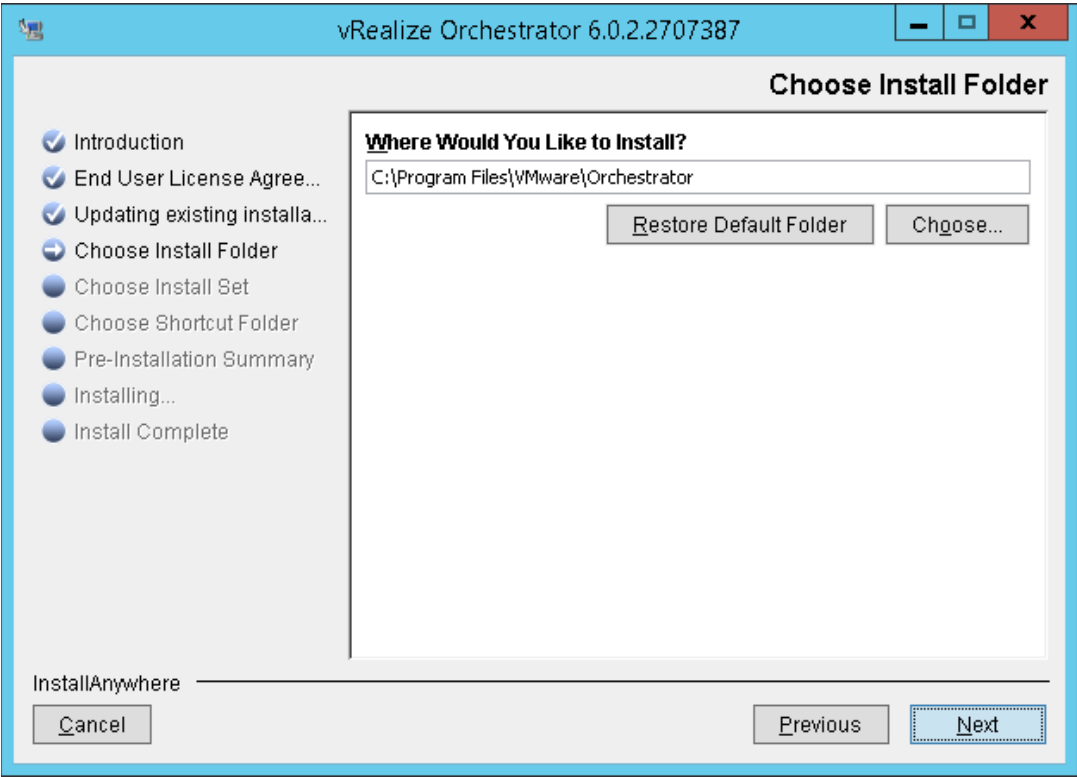 vRealize Orchestrator 6.0.2.2707387
Choose Install Folder
Introduction
End User License Agree...
Updating existing installa...
Choose Install Folder
Choose Install Set
Choose Shortcut Folder
Pre-Installation Summary
Installing...
Install Complete
Where Would You Like to Install?
C:\Program Files\VMware\Orchestrator
Restore Default Folder
Choose...
InstallAnywhere
Cancel
Previous
Next